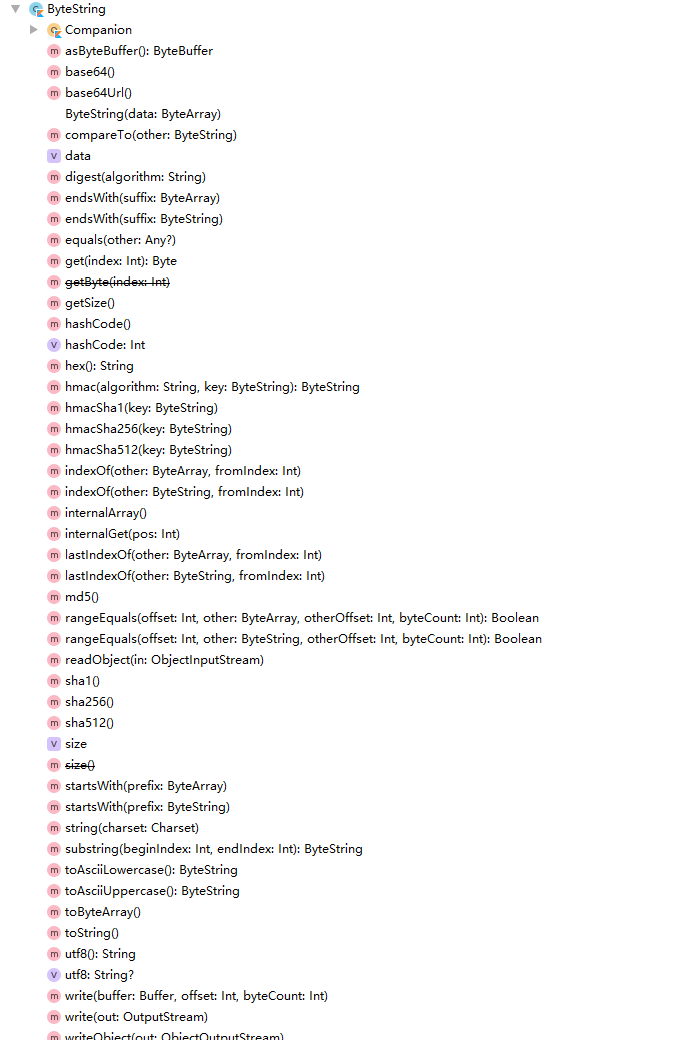 ByteString
Companion
m asByteBuffer(): ByteBuffer
m base64()
m base64Url()
ByteString(data: ByteArray)
m compareTo(other: ByteString)
v data
m digest(algorithm: String)
m endsWith(suffix: ByteArray)
m endsWith(suffix: ByteString)
m equals(other: Any?)
m get(index: Int): Byte
m getByte(index: Int)
m getSize()
m hashCode()
v hashCode: Int
m hex(): String
m hmac(algorithm: String, key: ByteString): ByteString
m hmacSha1(key: ByteString)
m hmacSha256(key: ByteString)
m hmacSha512(key: ByteString)
m indexOf(other: ByteArray, fromIndex: Int)
m indexOf(other: ByteString, fromIndex: Int)
m internalArray()
m internalGet(pos: Int)
m lastIndexOf(other: ByteArray, fromIndex: Int)
m lastIndexOf(other: ByteString, fromIndex: Int)
m md5()
m rangeEquals(offset: Int, other: ByteArray, otherOffset: Int, byteCount: Int): Boolean
m rangeEquals(offset: Int, other: ByteString, otherOffset: Int, byteCount: Int): Boolean
m readObject(in: ObjectInputStream)
m sha1()
m sha256()
m sha512()
v size
m size()
m startsWith(prefix: ByteArray)
m startsWith(prefix: ByteString)
m string(charset: Charset)
m substring(beginIndex: Int, endIndex: Int): ByteString
m toAsciiLowercase(): ByteString
m toAsciiUppercase(): ByteString
m toByteArray()
m toString()
m utf8(): String
v utf8: String?
m write(buffer: Buffer, offset: Int, byteCount: Int)
m write(out: OutputStream)
m writeObject(out: ObjectOutputStream)